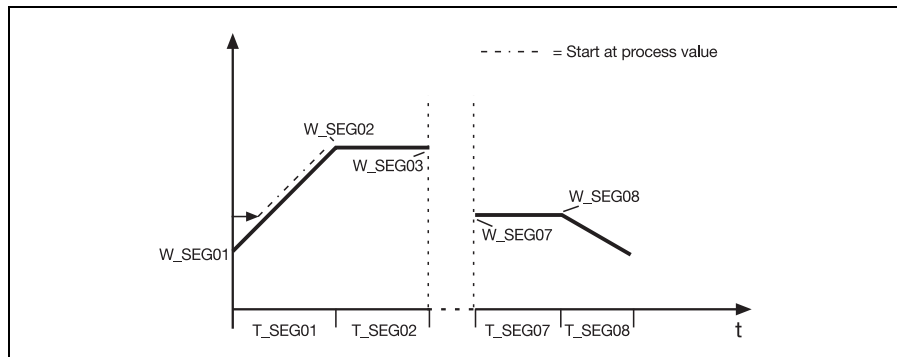 = Start at process value
W_SEG02
W_SEG03
W_SEG08
W_SEG07
W_SEG01
T_SEG01 T_SEG02 T_SEG07 T_SEG08
t